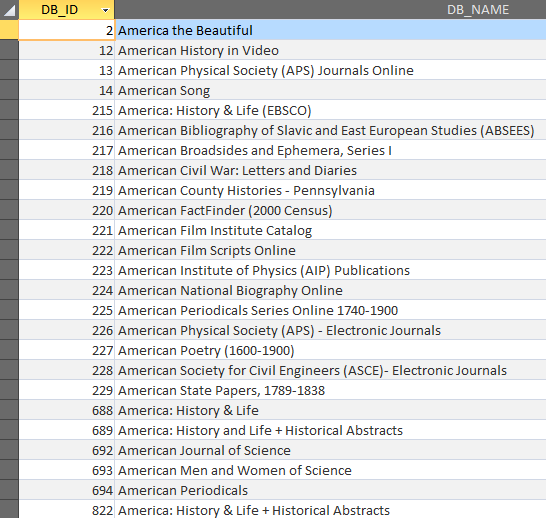 DB_ID DB_NAME
2 America the Beautiful
12 American History in Video
13 American Physical Society (APS) Journals Online
14 American Song
215 America: History & Life (EBSCO)
216 American Bibliography of Slavic and East European Studies (ABSEES)
217 American Broadsides and Ephemera, Series I
218 American Civil War: Letters and Diaries
219 American County Histories - Pennsylvania
220 American FactFinder (2000 Census)
221 American Film Institute Catalog
222 American Film Scripts Online
223 American Institute of Physics (AIP) Publications
224 American National Biography Online
225 American Periodicals Series Online 1740-1900
226 American Physical Society (APS) - Electronic Journals
227 American Poetry (1600-1900)
228 American Society for Civil Engineers (ASCE)- Electronic Journals
229 American State Papers, 1789-1838
688 America: History & Life
689 America: History and Life + Historical Abstracts
692 American Journal of Science
693 American Men and Women of Science
694 American Periodicals
822 America: History & Life + Historical Abstracts